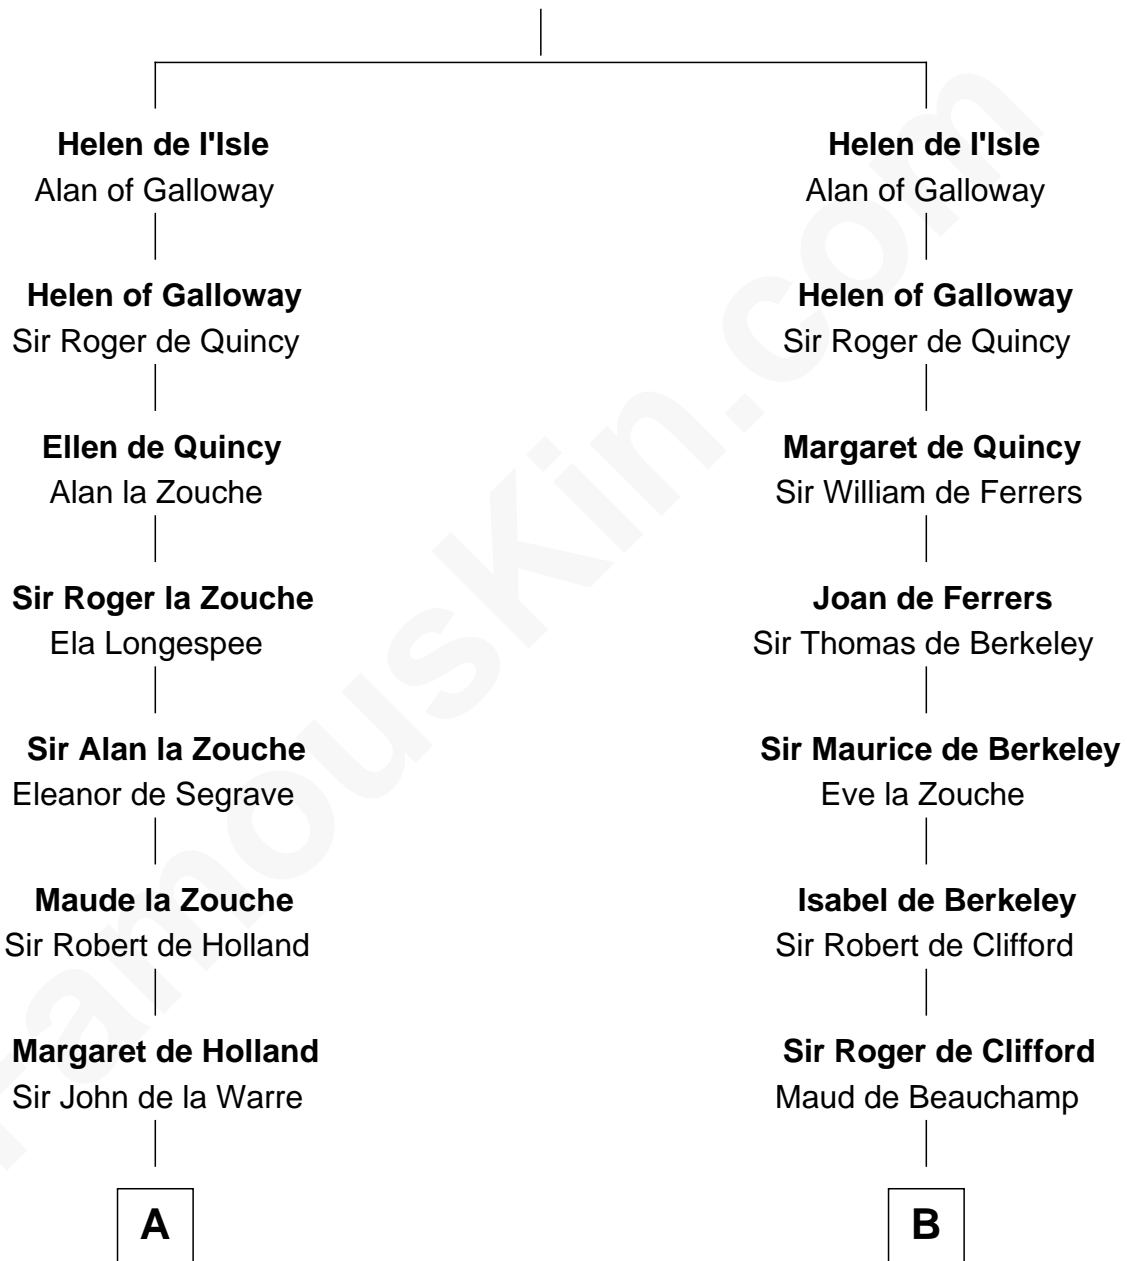 Helen de l'Isle
Alan of Galloway
Helen of Galloway
Sir Roger de Quincy
Ellen de Quincy
Alan la Zouche
Sir Roger la Zouche
Ela Longespee
Sir Alan la Zouche
Eleanor de Segrave
Maude la Zouche
Sir Robert de Holland
Margaret de Holland
Sir John de la Warre
A
Helen de l'Isle
Alan of Galloway
Helen of Galloway
Sir Roger de Quincy
Margaret de Quincy
Sir William de Ferrers
Joan de Ferrers
Sir Thomas de Berkeley
Sir Maurice de Berkeley
Eve la Zouche
Isabel de Berkeley
Sir Robert de Clifford
Sir Roger de Clifford
Maud de Beauchamp
B
FamousKin.com